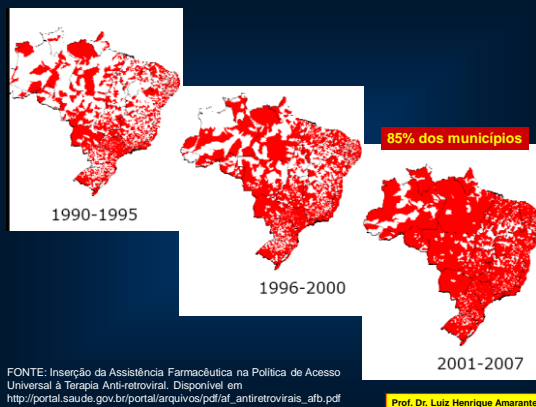 85% dos municípios
1990-1995
1996-2000
2001-2007
FONTE: Inserção da Assistência Farmacêutica na Política de Acesso
Universal à Terapia Anti-retroviral. Disponível em
http://portal.saude.gov.br/portal/arquivos/pdf/af_antiretrovirais_afb.pdf
Prof. Dr. Luiz Henrique Amarante